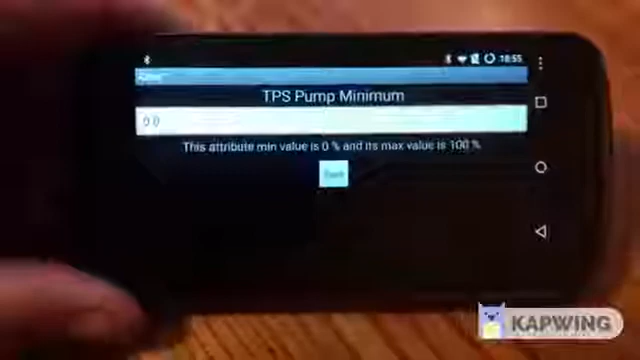 18:55
TPS Pump Minimum
0.0
This attribute min value is 0 % and its max value is 100 %
KAPWING